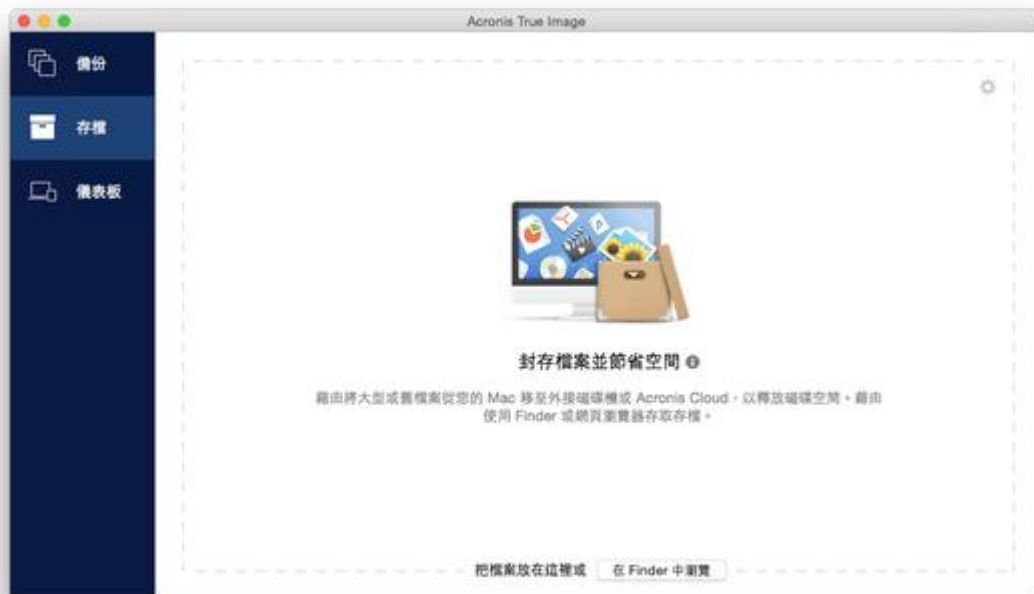 Acronis True Image
備份
存檔
儀表板
封存檔案並節省空間
藉由將大型或舊檔案從您的 Mac 移至外接磁碟機或 Acronis Cloud,以釋放磁碟空間。藉由
使用 Finder 或網頁瀏覽器存取存檔。
把檔案放在這裡或 在 Finder 中瀏覽